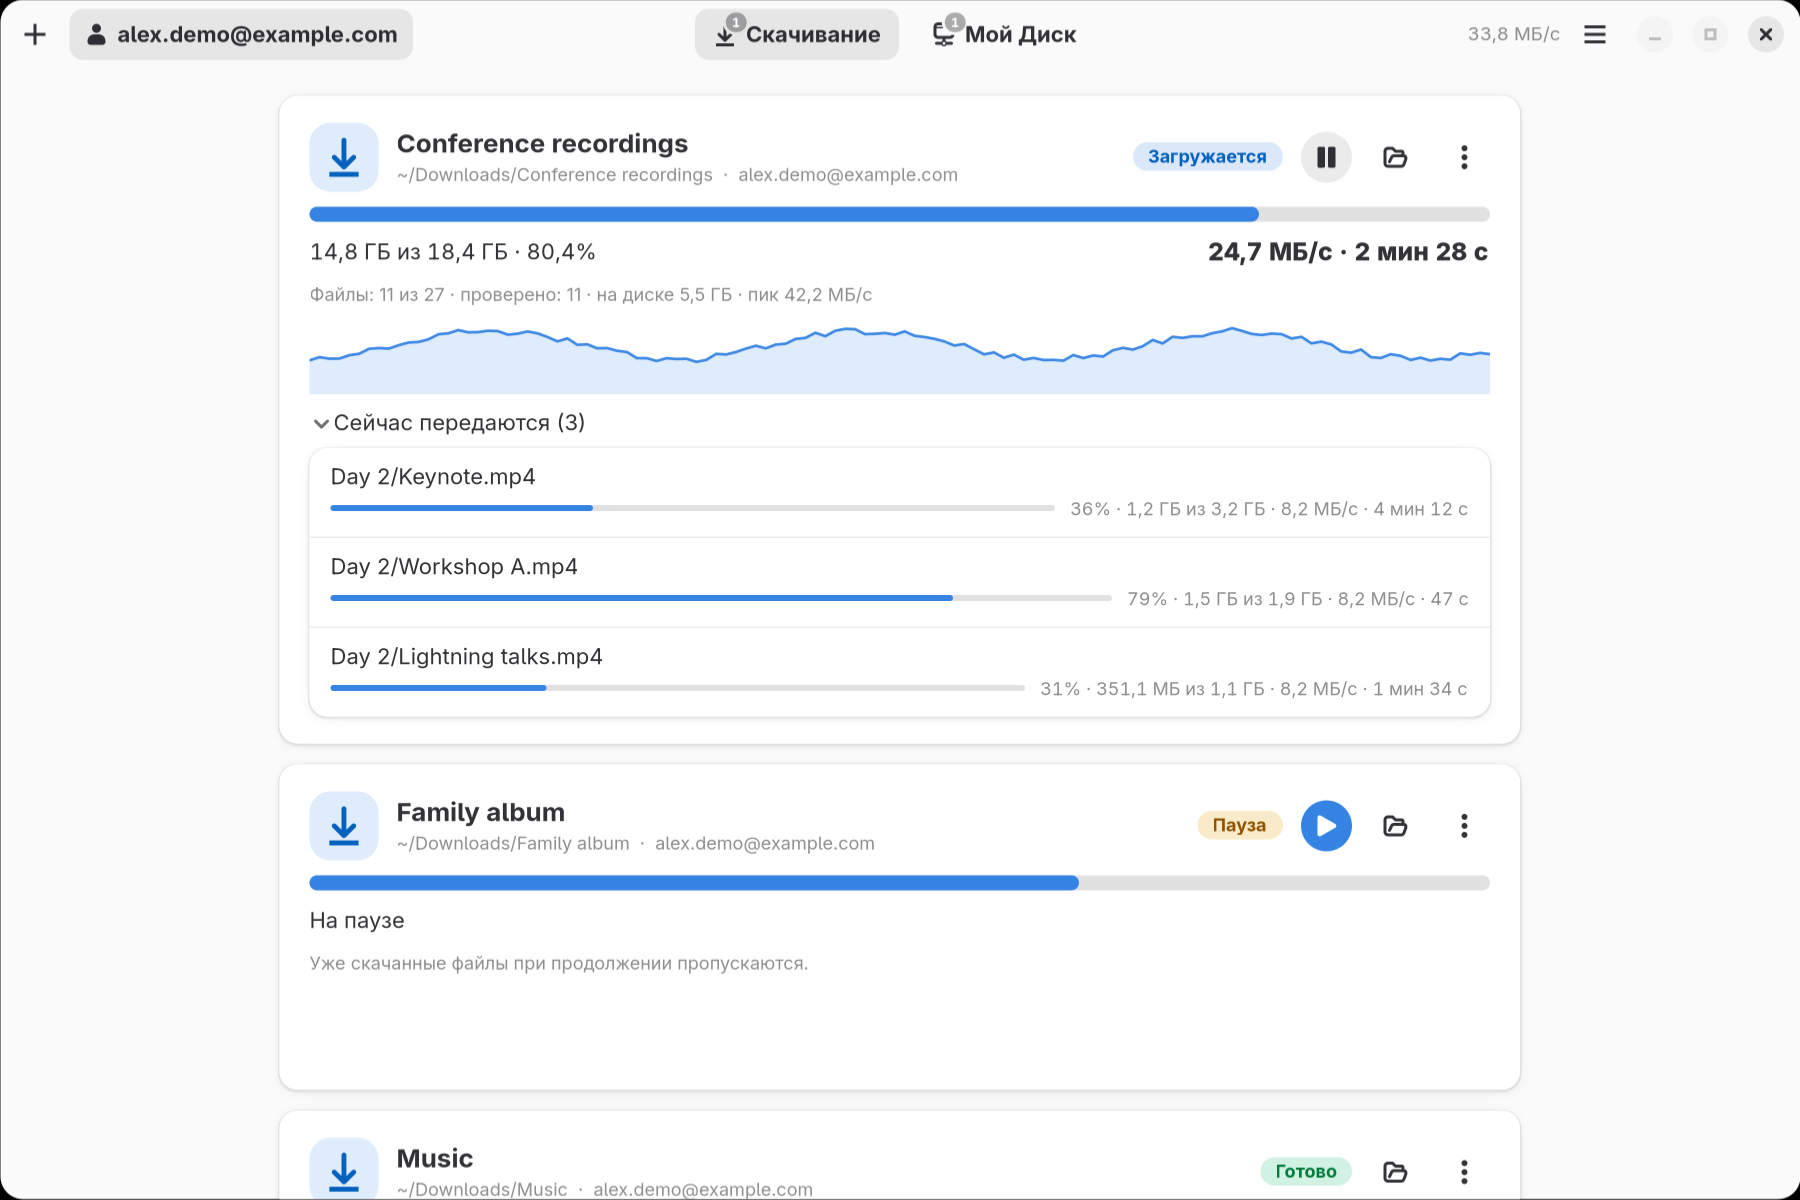 alex.demo@example.com
1
Скачивание
1
Мой Диск
33,8 МБ/с
Conference recordings
~/Downloads/Conference recordings · alex.demo@example.com
Загружается
14,8 ГБ из 18,4 ГБ · 80,4%
24,7 МБ/с · 2 мин 28 с
Файлы: 11 из 27 · проверено: 11 · на диске 5,5 ГБ · пик 42,2 МБ/с
Сейчас передаются (3)
Day 2/Keynote.mp4
36% · 1,2 ГБ из 3,2 ГБ · 8,2 МБ/с · 4 мин 12 с
Day 2/Workshop A.mp4
79% · 1,5 ГБ из 1,9 ГБ · 8,2 МБ/с · 47 с
Day 2/Lightning talks.mp4
31% · 351,1 МБ из 1,1 ГБ · 8,2 МБ/с · 1 мин 34 с
Family album
~/Downloads/Family album · alex.demo@example.com
Пауза
На паузе
Уже скачанные файлы при продолжении пропускаются.
Music
~/Downloads/Music · alex.demo@example.com
Готово